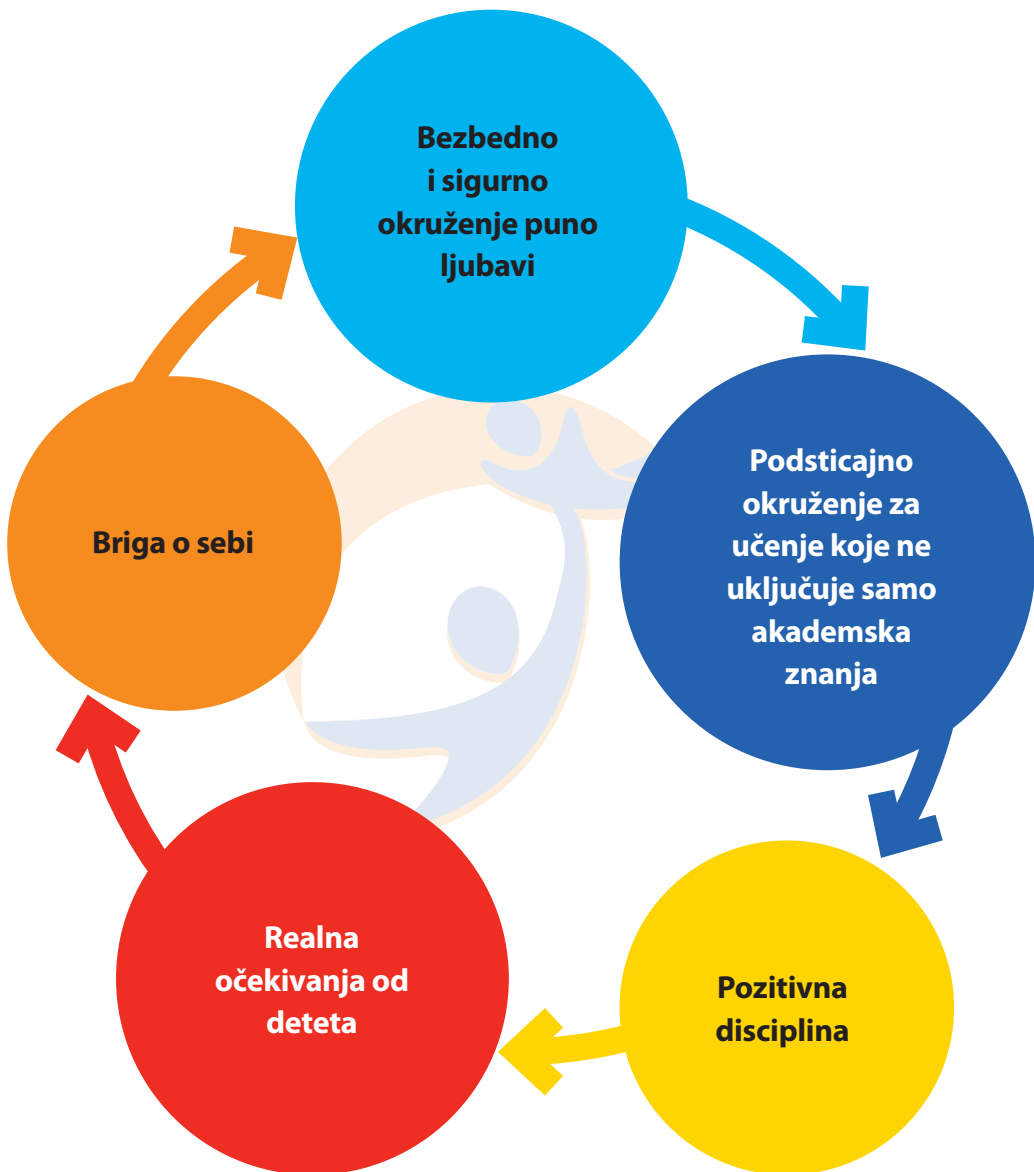 Bezbedno
i sigurno
okruženje puno
ljubavi
Podsticajno
okruženje za
učenje koje ne
uključuje samo
akademska
znanja
Pozitivna
disciplina
Realna
očekivanja od
deteta
Briga o sebi